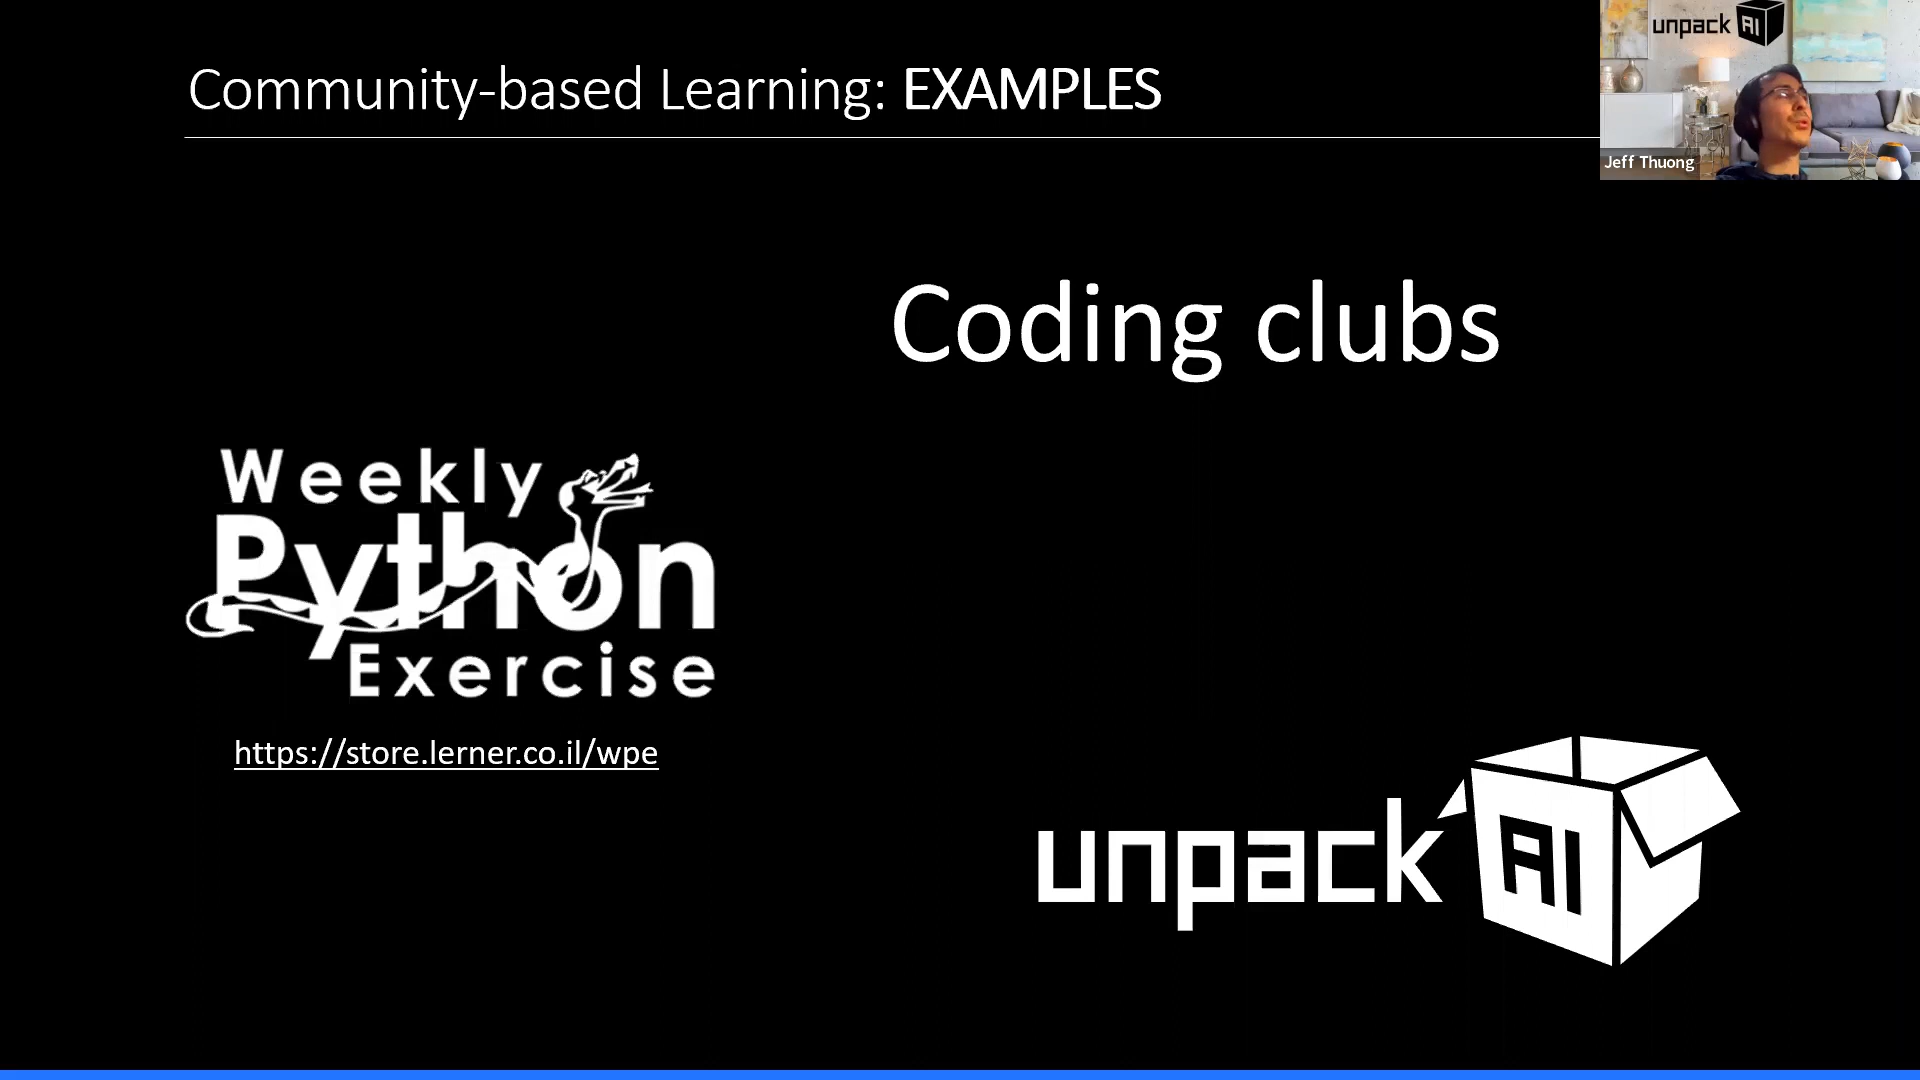 Community-based Learning: EXAMPLES
unpack AI
Jeff Thuong
Coding clubs
Weekly
Python
Exercise
https://store.lerner.co.il/wpe
unpack AI